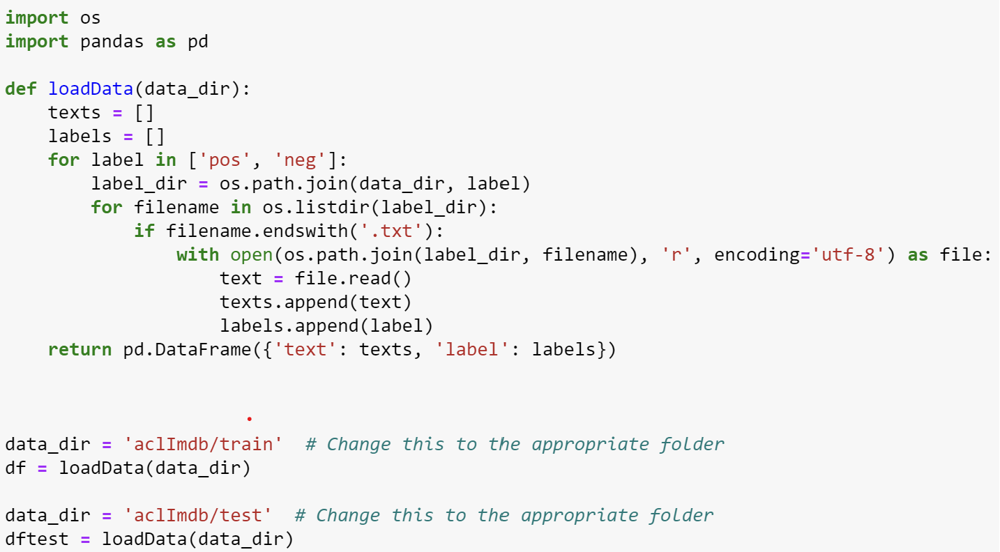 import os
import pandas as pd

def loadData(data_dir):
    texts = []
    labels = []
    for label in ['pos', 'neg']:
        label_dir = os.path.join(data_dir, label)
        for filename in os.listdir(label_dir):
            if filename.endswith('.txt'):
                with open(os.path.join(label_dir, filename), 'r', encoding='utf-8') as file:
                    text = file.read()
                    texts.append(text)
                    labels.append(label)
    return pd.DataFrame({'text': texts, 'label': labels})

data_dir = 'aclImdb/train'  # Change this to the appropriate folder
df = loadData(data_dir)

data_dir = 'aclImdb/test'  # Change this to the appropriate folder
dftest = loadData(data_dir)